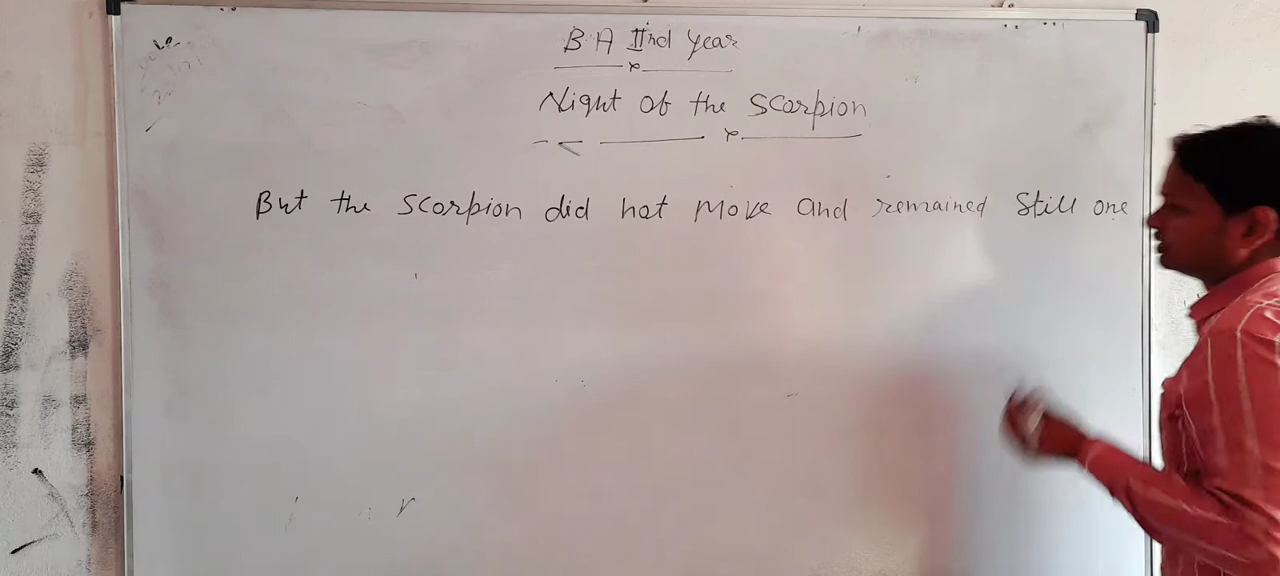 B.A IInd Year
Night of the Scorpion
But the Scorpion did not Move and remained Still one